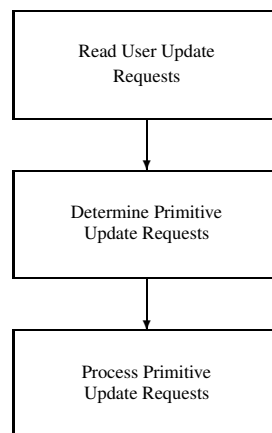 Read User Update
Requests
Determine Primitive
Update Requests
Process Primitive
Update Requests